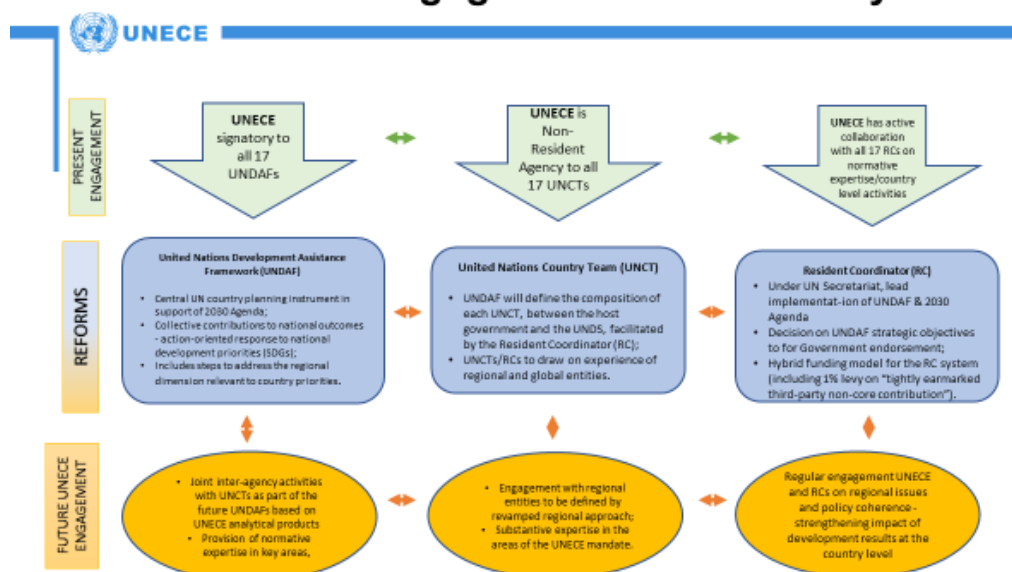 UNECE
PRESENT
ENGAGEMENT
UNECE
signatory to
all 17
UNDAFs
UNECE is
Non-
Resident
Agency to all
17 UNCTs
UNECE has active
collaboration
with all 17 RCs on
normative
expertise/country
level activities
REFORMS
United Nations Development Assistance
Framework (UNDAF)
• Central UN country planning instrument in
support of 2030 Agenda;
• Collective contributions to national outcomes
- action-oriented response to national
development priorities (SDGs);
• Includes steps to address the regional
dimension relevant to country priorities.
United Nations Country Team (UNCT)
• UNDAF will define the composition of
each UNCT, between the host
government and the UNDS, facilitated
by the Resident Coordinator (RC);
• UNCTs/RCs to draw on experience of
regional and global entities.
Resident Coordinator (RC)
• Under UN Secretariat, lead
implementat-ion of UNDAF & 2030
Agenda
• Decision on UNDAF strategic objectives
to for Government endorsement;
• Hybrid funding model for the RC system
(including 1% levy on "tightly earmarked
third-party non-core contribution").
FUTURE UNECE
ENGAGEMENT
• Joint inter-agency activities
with UNCTs as part of the
future UNDAFs based on
UNECE analytical products
• Provision of normative
expertise in key areas,
• Engagement with regional
entities to be defined by
revamped regional approach;
• Substantive expertise in the
areas of the UNECE mandate.
Regular engagement UNECE
and RCs on regional issues
and policy coherence -
strengthening impact of
development results at the
country level